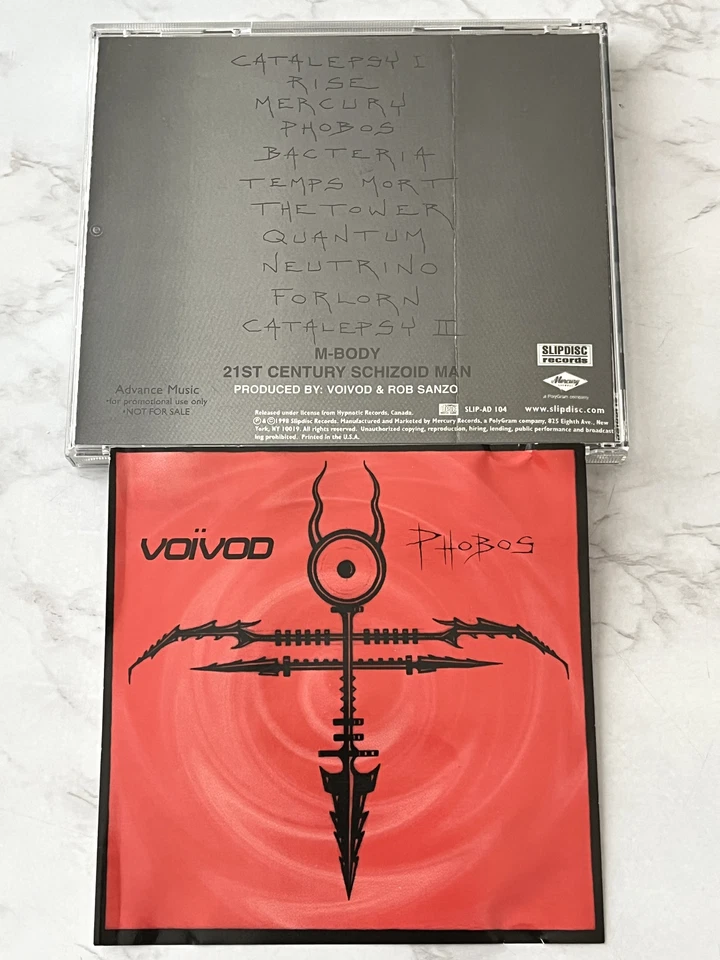 CATALEPSY I
RISE
MERCURY
PHOBOS
BACTERIA
TEMPS MORT
THE TOWER
QUANTUM
NEUTRINO
FORLORN
CATALEPSY II
M-BODY
21ST CENTURY SCHIZOID MAN
PRODUCED BY: VOIVOD & ROB SANZO
Advance Music
•for promotional use only
•NOT FOR SALE
SLIPDISC
records
Mercury
a PolyGram company
SLIP-AD 104
www.slipdisc.com
Released under license from Hypnotic Records, Canada.
Ⓟ & ©1998 Slipdisc Records. Manufactured and Marketed by Mercury Records, a PolyGram company, 825 Eighth Ave., New
York, NY 10019. All rights reserved. Unauthorized copying, reproduction, hiring, lending, public performance and broadcast
ing prohibited. Printed in the U.S.A.
VOÏVOD
PHOBOS